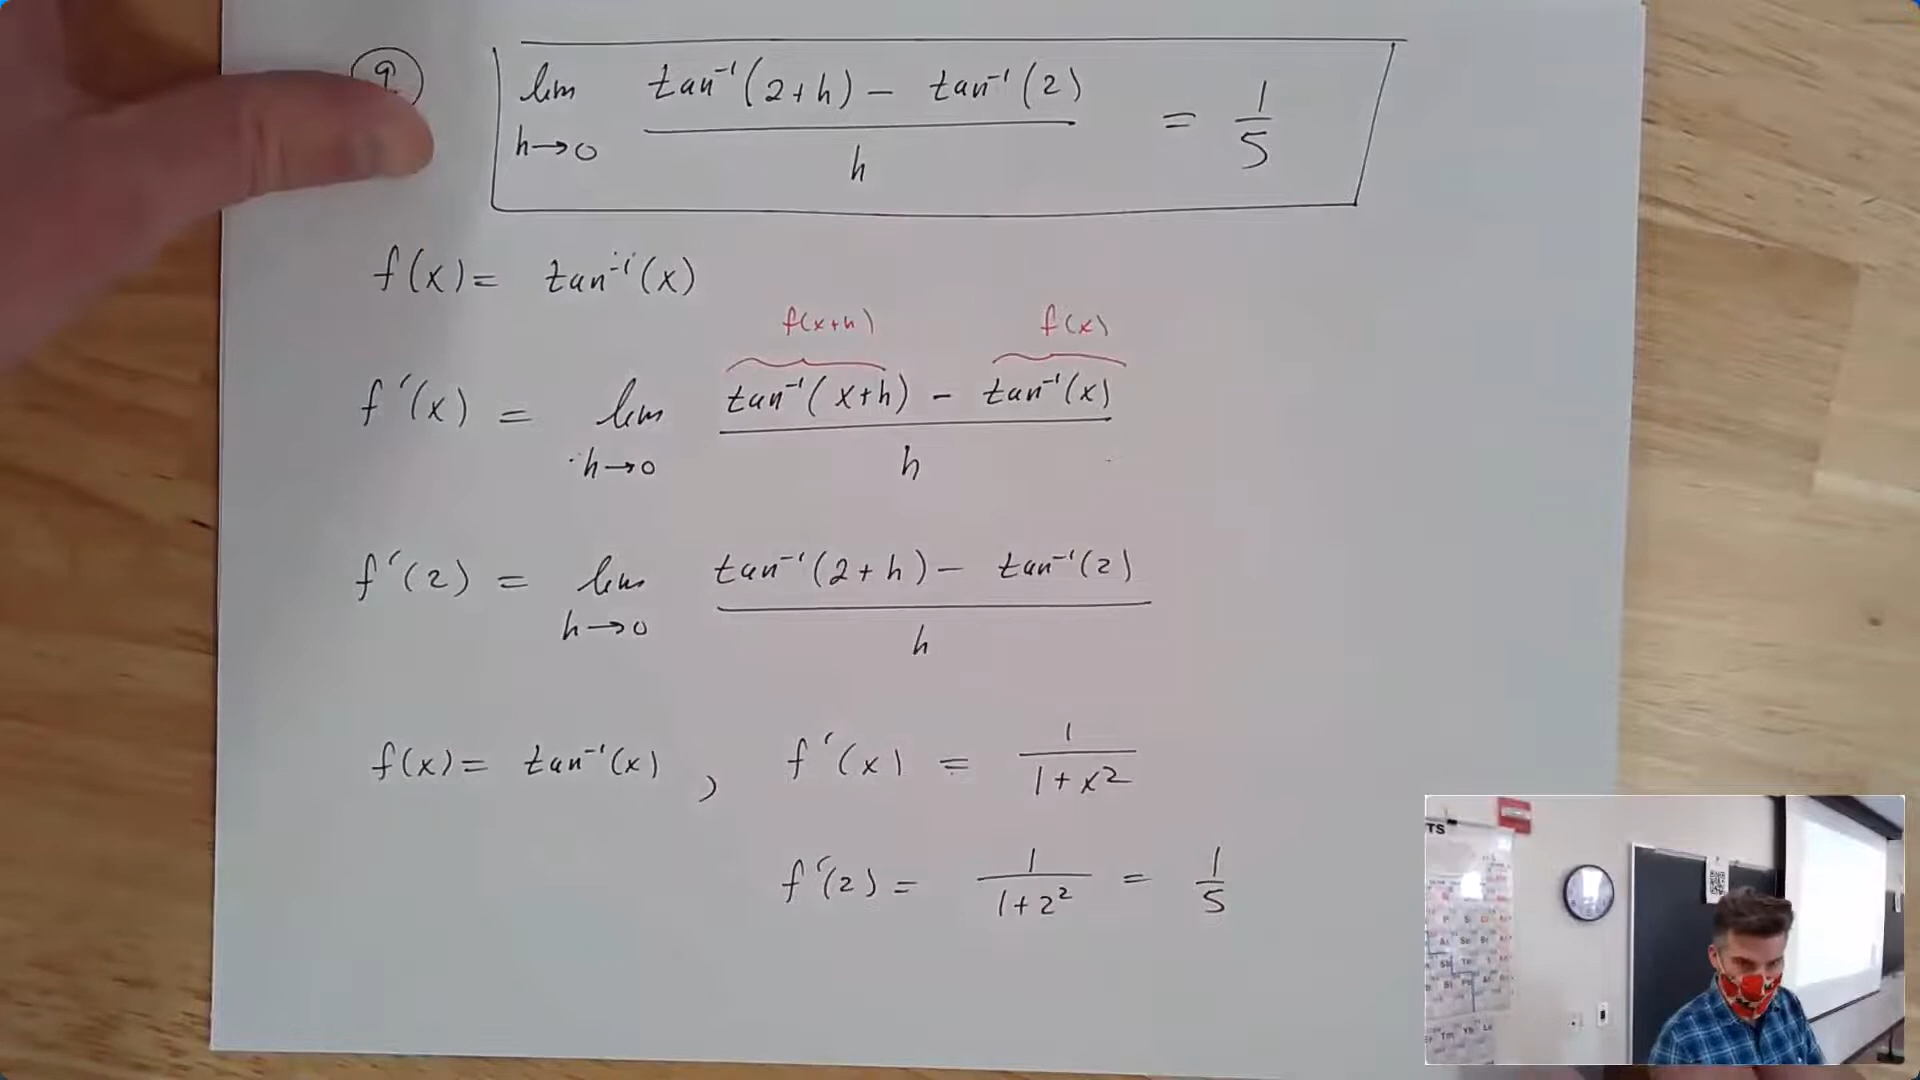 9
lim h→0 (tan⁻¹(2+h) − tan⁻¹(2)) / h = 1/5
f(x) = tan⁻¹(x)
f(x+h) f(x)
f′(x) = lim h→0 (tan⁻¹(x+h) − tan⁻¹(x)) / h
f′(2) = lim h→0 (tan⁻¹(2+h) − tan⁻¹(2)) / h
f(x) = tan⁻¹(x) , f′(x) = 1 / (1+x²)
f′(2) = 1 / (1+2²) = 1/5
TS